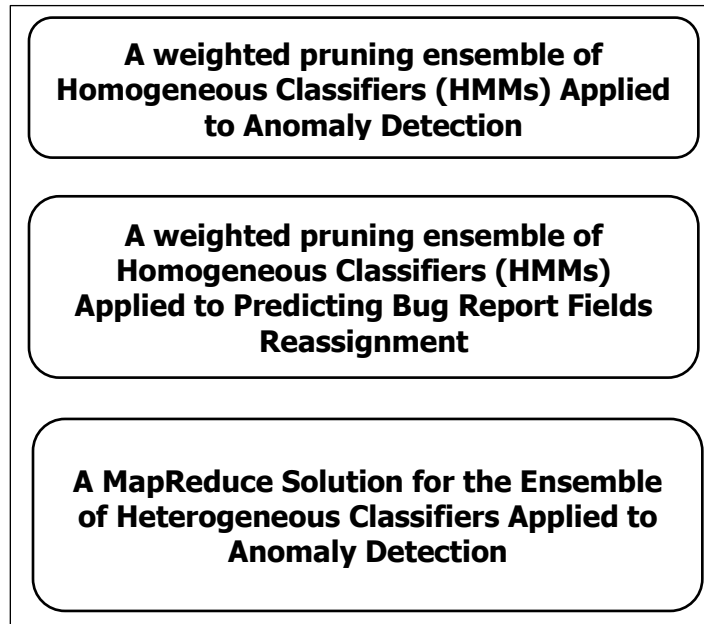 A weighted pruning ensemble of
Homogeneous Classifiers (HMMs) Applied
to Anomaly Detection
A weighted pruning ensemble of
Homogeneous Classifiers (HMMs)
Applied to Predicting Bug Report Fields
Reassignment
A MapReduce Solution for the Ensemble
of Heterogeneous Classifiers Applied to
Anomaly Detection